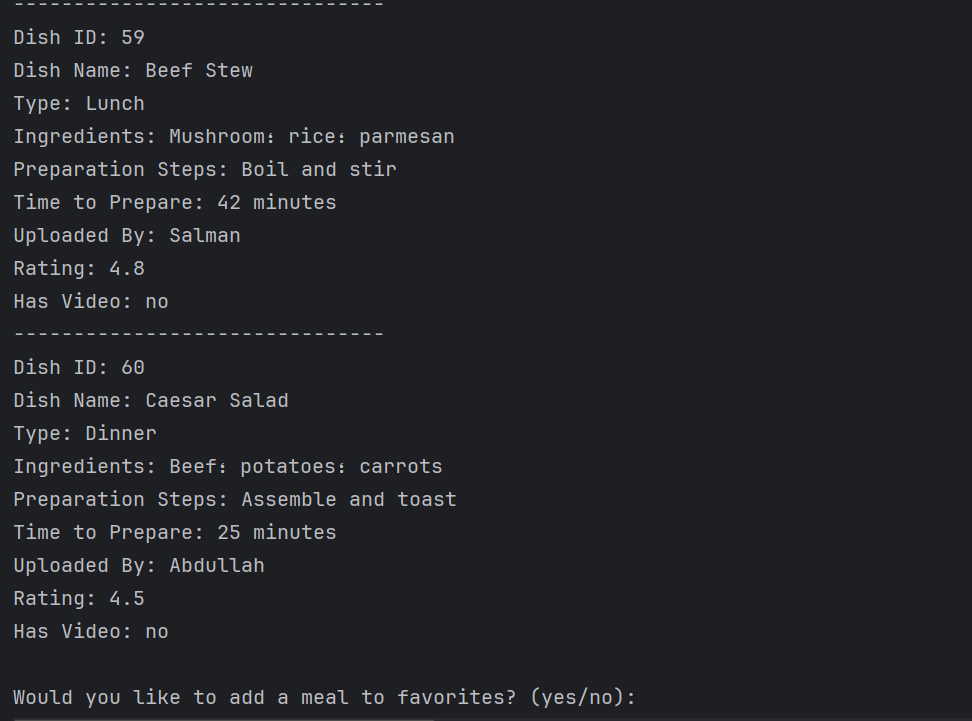 -------------------------------
Dish ID: 59
Dish Name: Beef Stew
Type: Lunch
Ingredients: Mushroom؛ rice؛ parmesan
Preparation Steps: Boil and stir
Time to Prepare: 42 minutes
Uploaded By: Salman
Rating: 4.8
Has Video: no
-------------------------------
Dish ID: 60
Dish Name: Caesar Salad
Type: Dinner
Ingredients: Beef؛ potatoes؛ carrots
Preparation Steps: Assemble and toast
Time to Prepare: 25 minutes
Uploaded By: Abdullah
Rating: 4.5
Has Video: no
Would you like to add a meal to favorites? (yes/no):